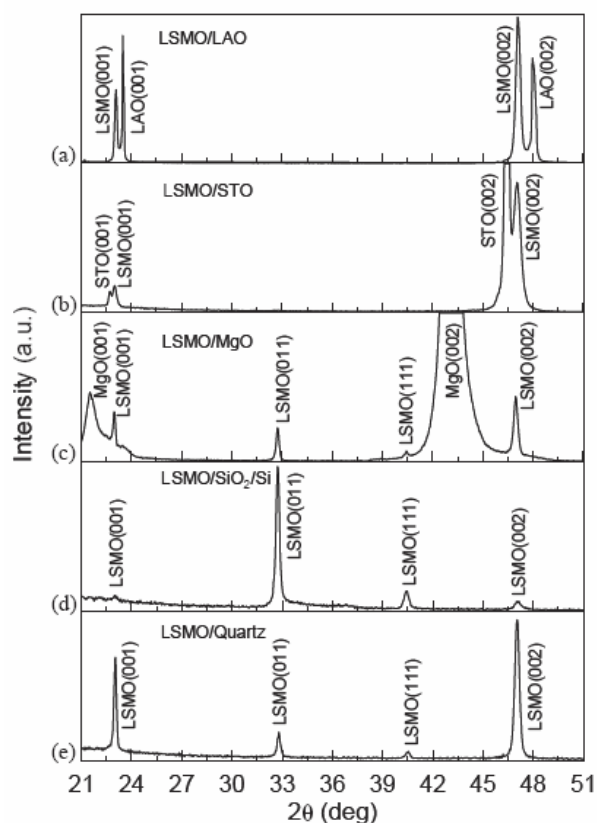 LSMO/LAO
LSMO(001)
LAO(001)
LSMO(002)
LAO(002)
(a)
LSMO/STO
STO(001)
LSMO(001)
STO(002)
LSMO(002)
(b)
LSMO/MgO
MgO(001)
LSMO(001)
LSMO(011)
LSMO(111)
MgO(002)
LSMO(002)
(c)
LSMO/SiO₂/Si
LSMO(001)
LSMO(011)
LSMO(111)
LSMO(002)
(d)
LSMO/Quartz
LSMO(001)
LSMO(011)
LSMO(111)
LSMO(002)
(e)
Intensity (a.u.)
21 24 27 30 33 36 39 42 45 48 51
2θ (deg)